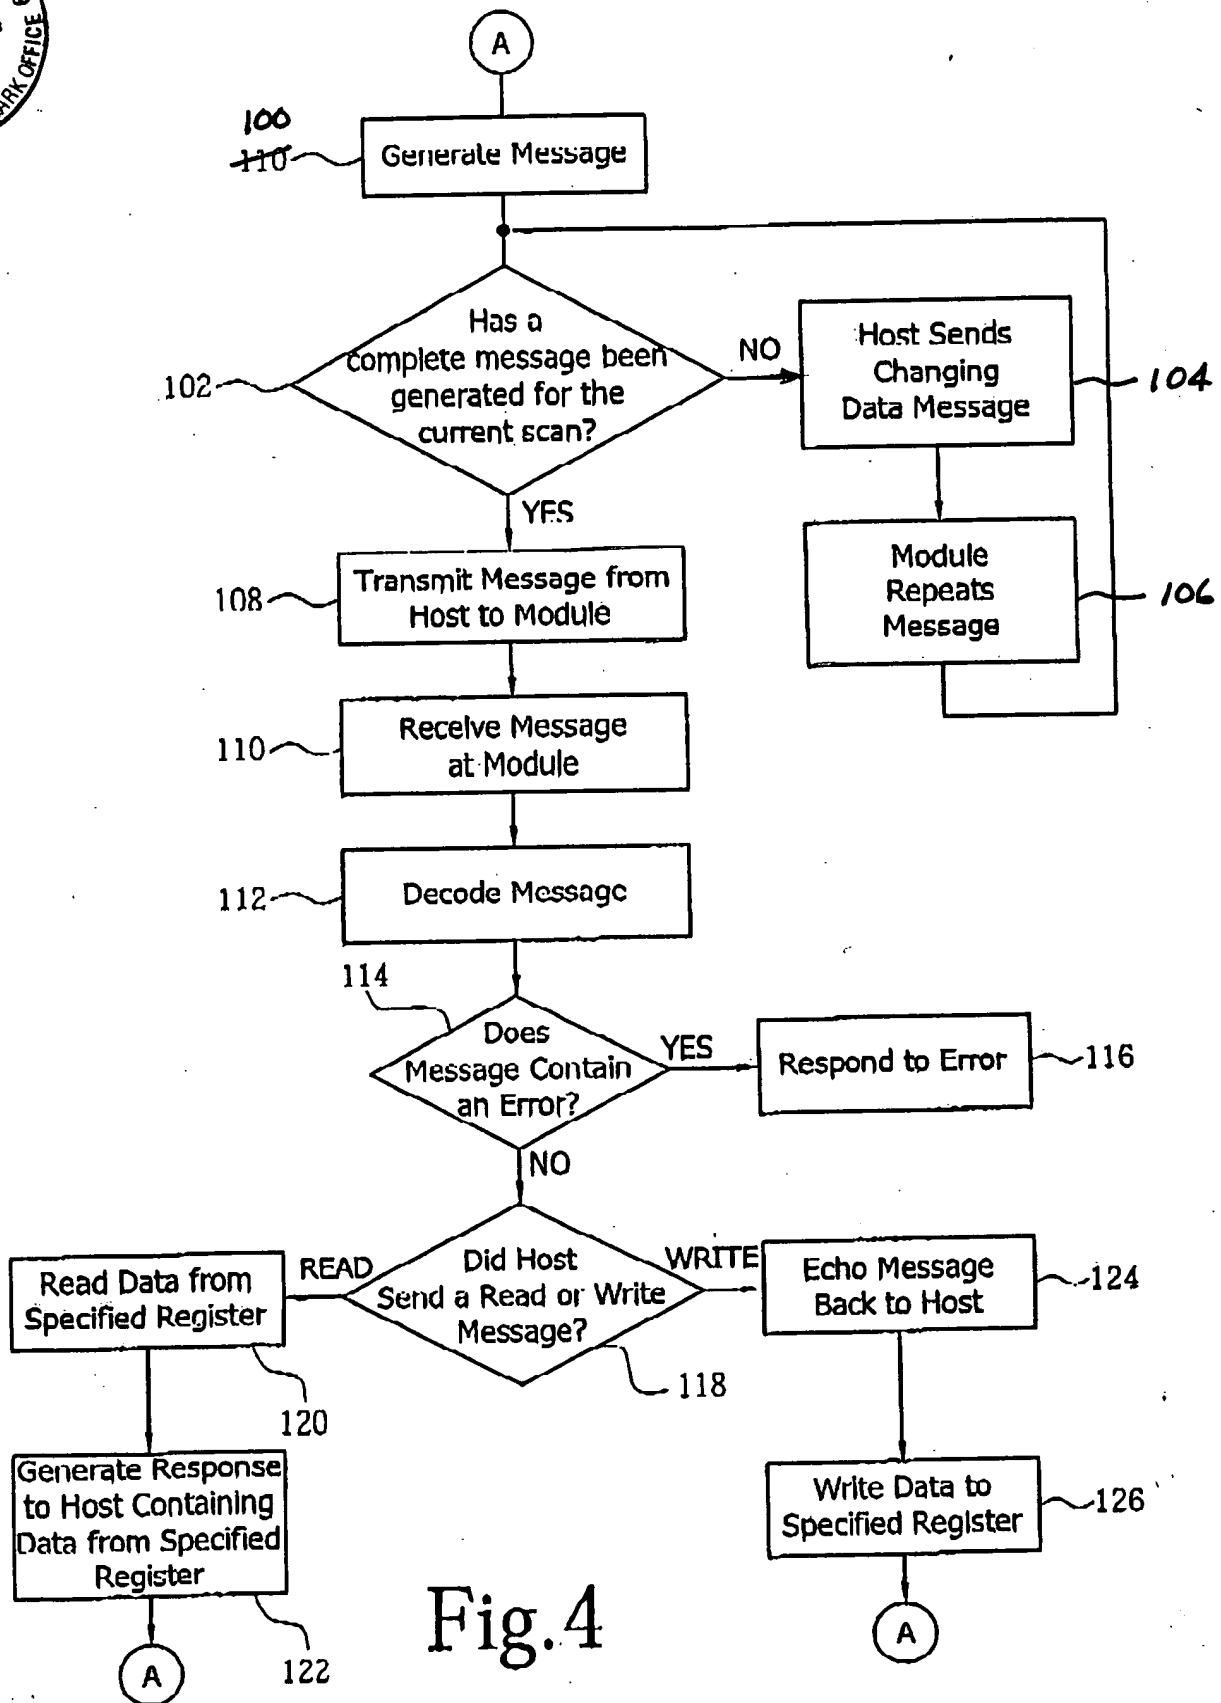 ARK OFFICE
A
100
110
Generate Message
Has a
complete message been
generated for the
current scan?
102
NO
Host Sends
Changing
Data Message
104
YES
Module
Repeats
Message
106
Transmit Message from
Host to Module
108
Receive Message
at Module
110
Decode Message
112
114
Does
Message Contain
an Error?
YES
Respond to Error
116
NO
Read Data from
Specified Register
READ
Did Host
Send a Read or Write
Message?
WRITE
Echo Message
Back to Host
124
118
120
Generate Response
to Host Containing
Data from Specified
Register
Write Data to
Specified Register
126
Fig.4
A
122
A